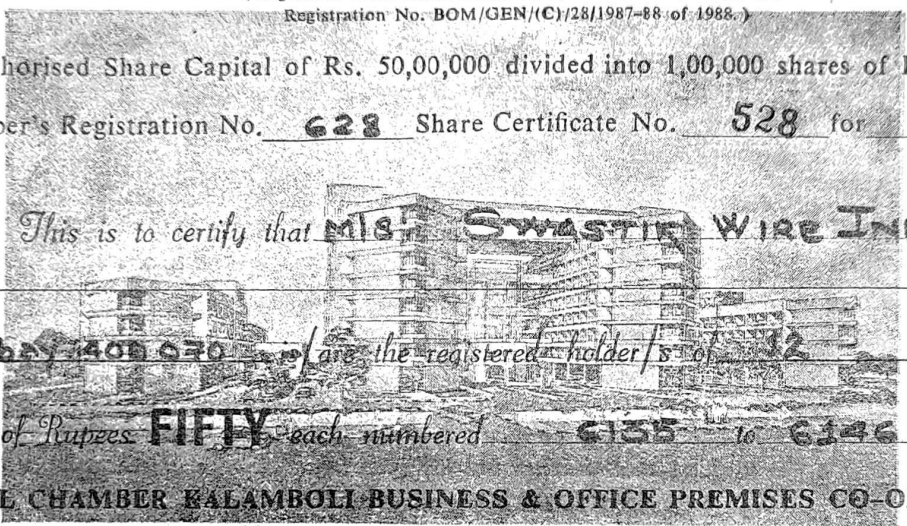 Registration No. BOM/GEN/(C)/28/1987-88 of 1988.)
horised Share Capital of Rs. 50,00,000 divided into 1,00,000 shares of
er's Registration No. 628 Share Certificate No. 528 for
This is to certify that M/s. SWASTIK WIRE IN
bay 400 070 is/are the registered holder/s of 12
of Rupees FIFTY each numbered 6135 to 6146
L CHAMBER KALAMBOLI BUSINESS & OFFICE PREMISES CO-O